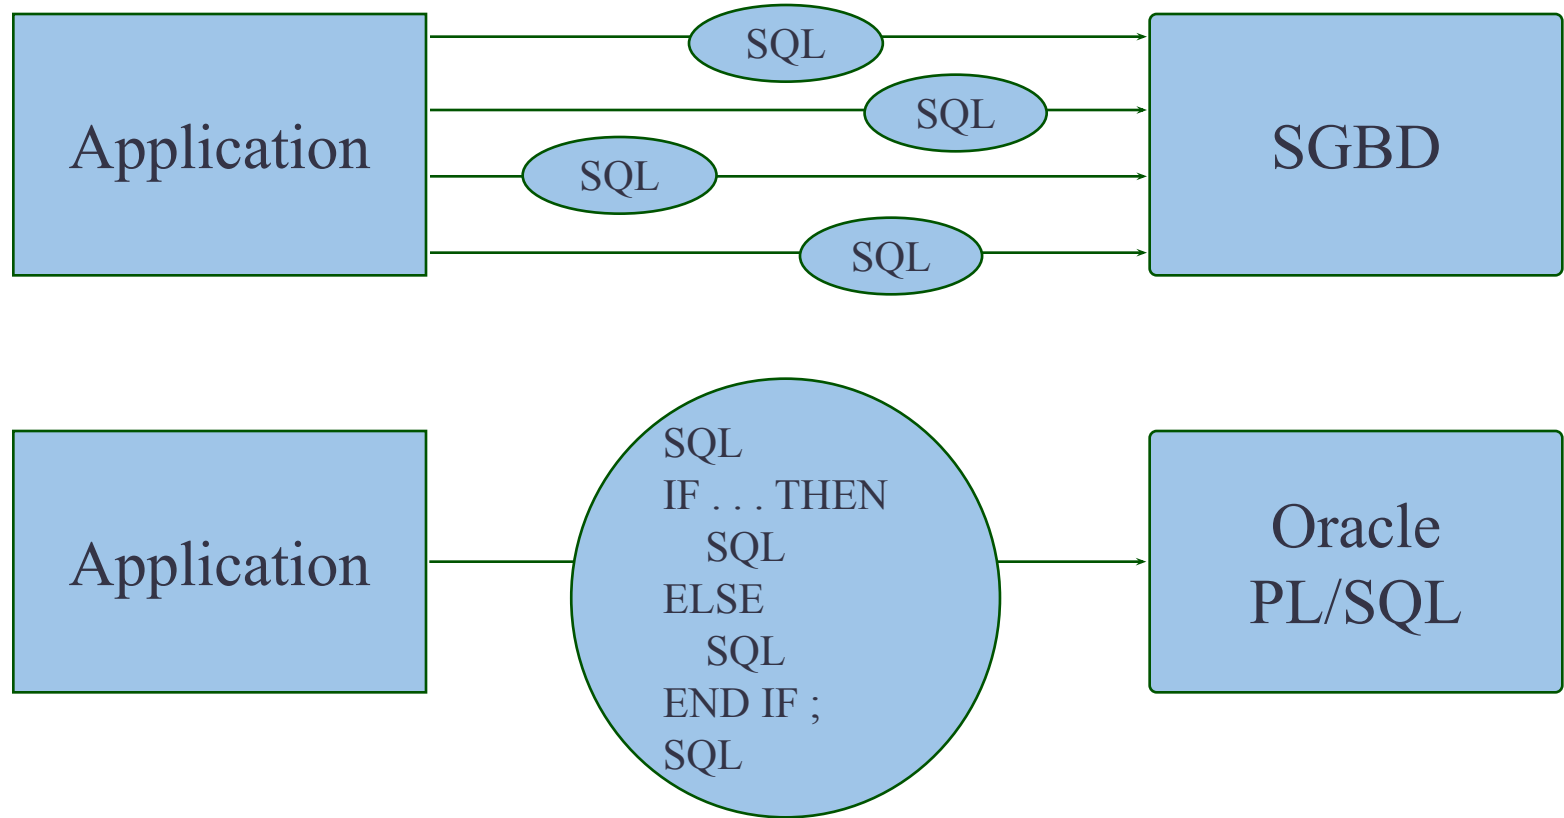 Application
SQL
SQL
SQL
SQL
SGBD
Application
SQL
IF . . . THEN
SQL
ELSE
SQL
END IF ;
SQL
Oracle
PL/SQL